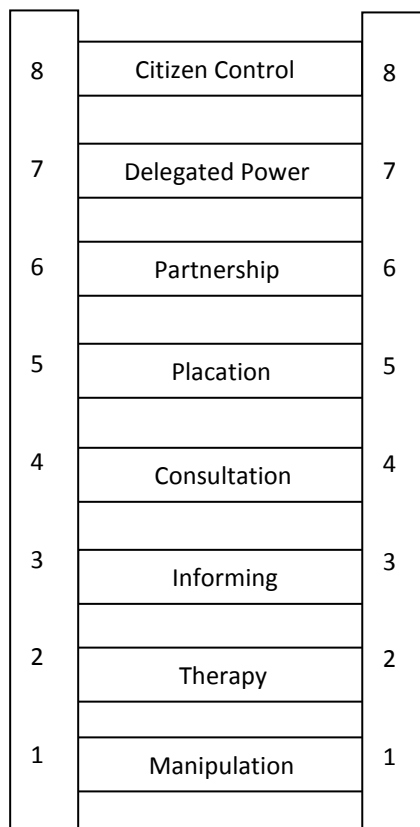 8 Citizen Control 8
7 Delegated Power 7
6 Partnership 6
5 Placation 5
4 Consultation 4
3 Informing 3
2 Therapy 2
1 Manipulation 1